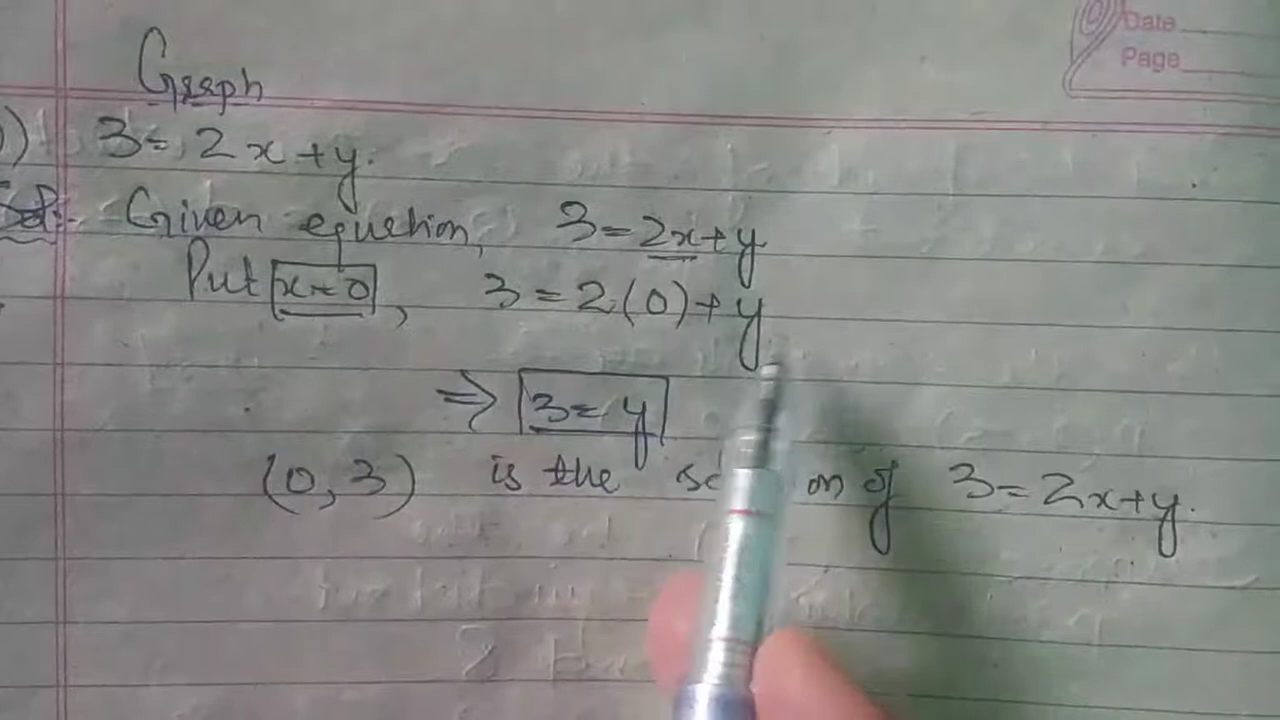 Date
Page
Graph
) 3 = 2x + y.
Sol:- Given equation, 3 = 2x + y
Put x = 0, 3 = 2(0) + y
⇒ 3 = y
(0, 3) is the of 3 = 2x + y.